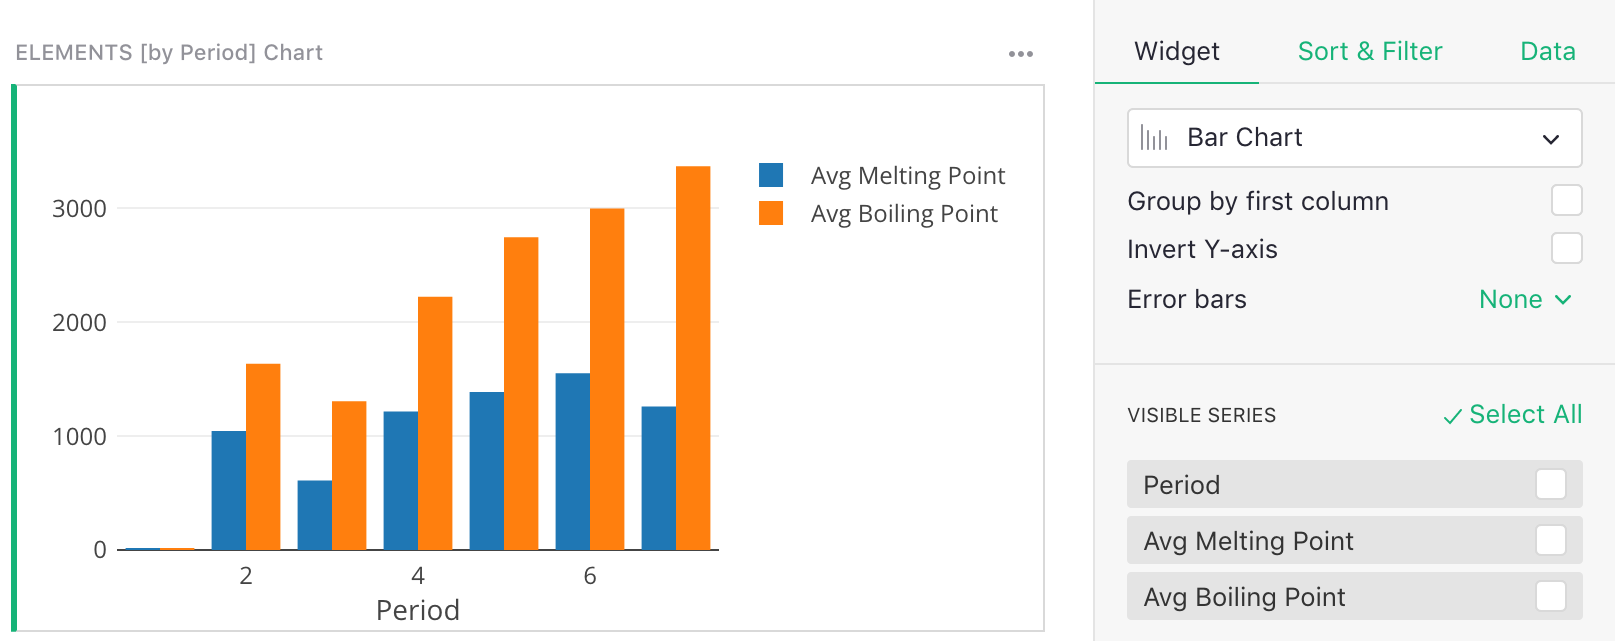 ELEMENTS [by Period] Chart
3000
2000
1000
0
2 4 6
Period
Avg Melting Point
Avg Boiling Point
Widget Sort & Filter Data
Bar Chart
Group by first column
Invert Y-axis
Error bars None
VISIBLE SERIES Select All
Period
Avg Melting Point
Avg Boiling Point